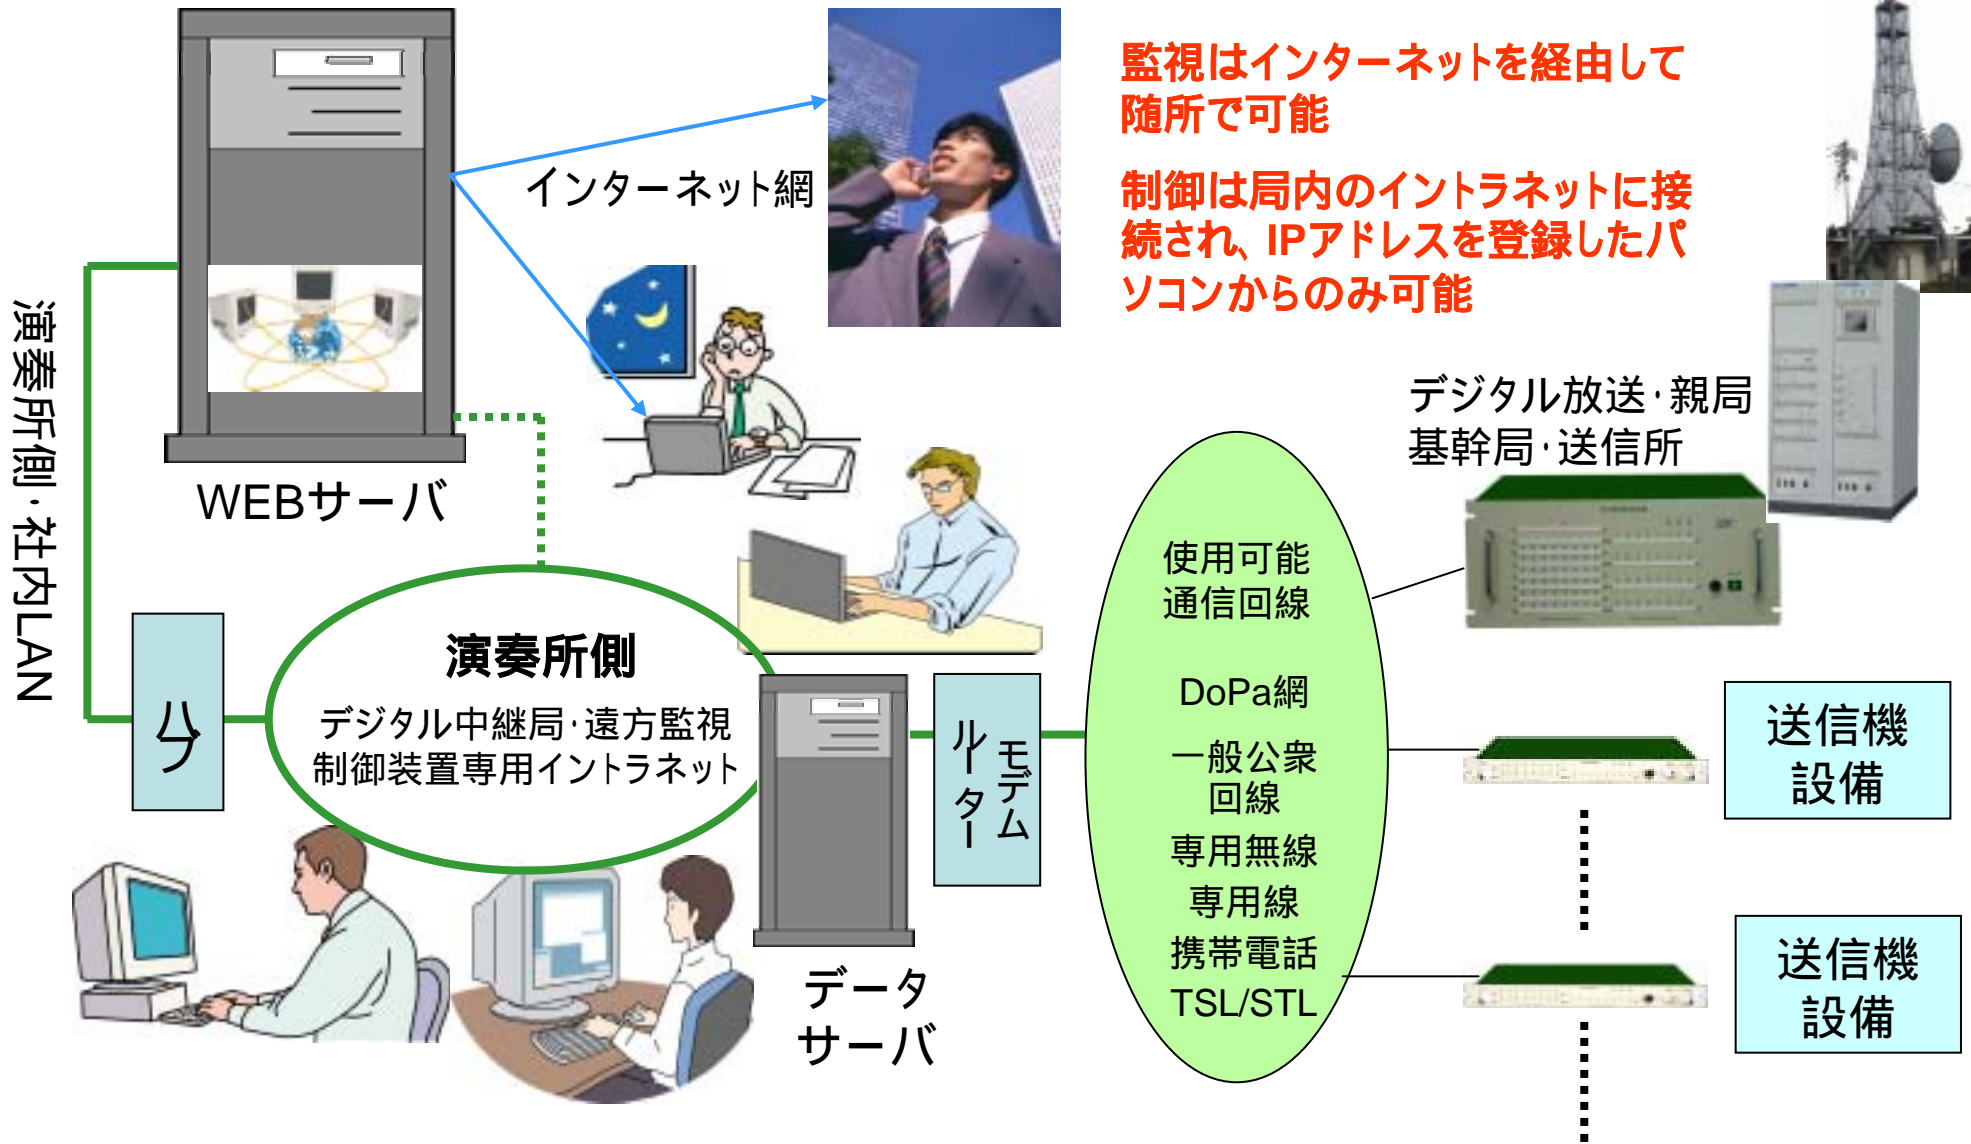 監視はインターネットを経由して
随所で可能
制御は局内のイントラネットに接
続され、IPアドレスを登録したパ
ソコンからのみ可能
インターネット網
演奏所側・社内LAN
WEBサーバ
デジタル放送・親局
基幹局・送信所
ハブ
演奏所側
デジタル中継局・遠方監視
制御装置専用イントラネット
データ
サーバ
モデム
ルーター
使用可能
通信回線
DoPa網
一般公衆
回線
専用無線
専用線
携帯電話
TSL/STL
送信機
設備
送信機
設備